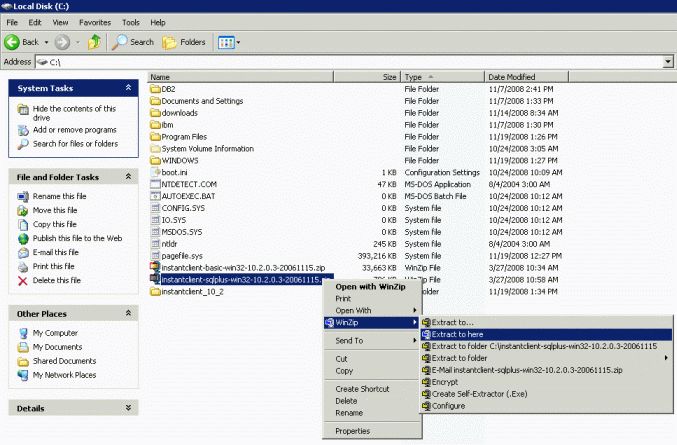 Local Disk (C:)
File Edit View Favorites Tools Help
Back Search Folders
Address C:\
System Tasks
Hide the contents of this
drive
Add or remove programs
Search for files or folders
File and Folder Tasks
Rename this file
Move this file
Copy this file
Publish this file to the Web
E-mail this file
Print this file
Delete this file
Other Places
My Computer
My Documents
Shared Documents
My Network Places
Details
Name Size Type Date Modified
DB2 File Folder 11/7/2008 2:41 PM
Documents and Settings File Folder 11/7/2008 1:33 PM
downloads File Folder 11/14/2008 8:34 AM
ibm File Folder 11/7/2008 1:30 PM
Program Files File Folder 11/19/2008 1:26 PM
System Volume Information File Folder 10/24/2008 3:05 AM
WINDOWS File Folder 11/19/2008 1:27 PM
boot.ini 1 KB Configuration Settings 10/24/2008 10:09 AM
NTDETECT.COM 47 KB MS-DOS Application 8/4/2004 3:00 AM
AUTOEXEC.BAT 0 KB MS-DOS Batch File 10/24/2008 10:12 AM
CONFIG.SYS 0 KB System file 10/24/2008 10:12 AM
IO.SYS 0 KB System file 10/24/2008 10:12 AM
MSDOS.SYS 0 KB System file 10/24/2008 10:12 AM
ntldr 245 KB System file 8/4/2004 3:00 AM
pagefile.sys 393,216 KB System file 11/19/2008 12:27 PM
instantclient-basic-win32-10.2.0.3-20061115.zip 33,663 KB WinZip File 3/27/2008 10:34 AM
instantclient-sqlplus-win32-10.2.0.3-20061115.zip 786 KB WinZip File 3/27/2008 10:58 AM
instantclient_10_2 older 11/19/2008 1:34 PM
Open with WinZip
Print
Open With
WinZip
Send To
Cut
Copy
Create Shortcut
Delete
Rename
Properties
Extract to...
Extract to here
Extract to folder C:\instantclient-sqlplus-win32-10.2.0.3-20061115
Extract to folder
E-Mail instantclient-sqlplus-win32-10.2.0.3-20061115.zip
Encrypt
Create Self-Extractor (.Exe)
Configure